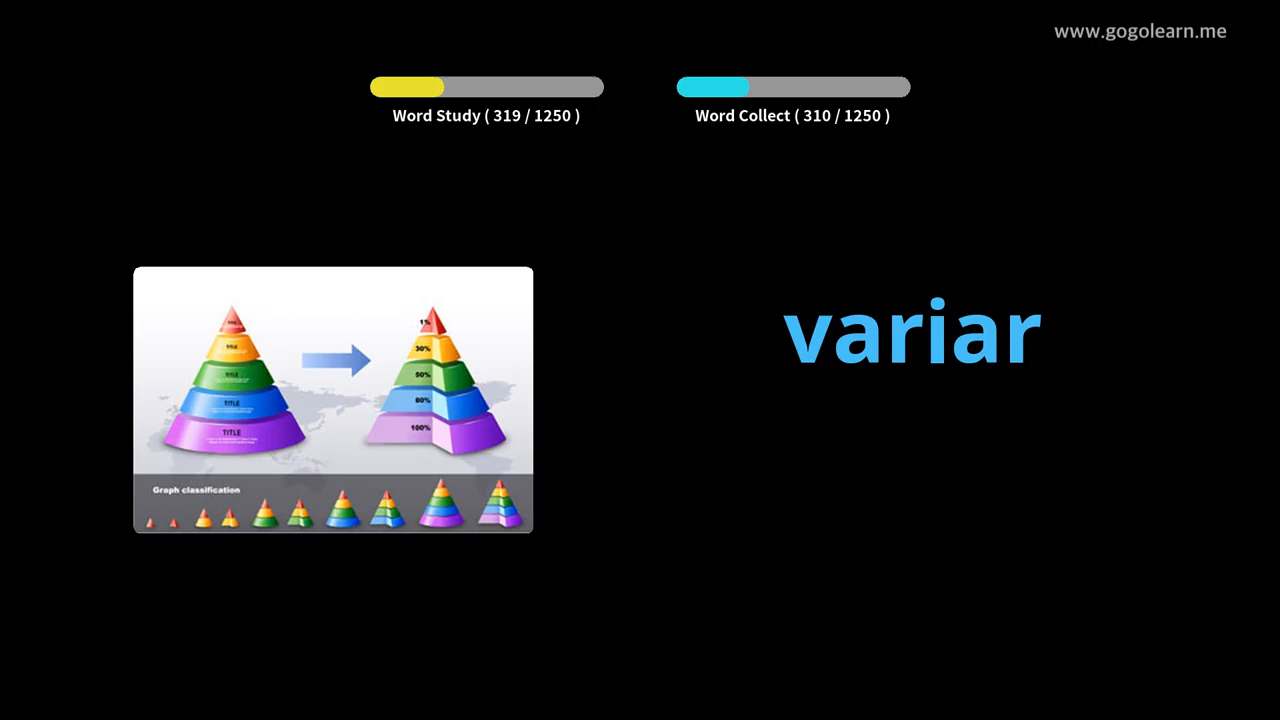 www.gogolearn.me
Word Study ( 319 / 1250 )
Word Collect ( 310 / 1250 )
variar
TITLE
TITLE
TITLE
TITLE
TITLE
1%
30%
50%
80%
100%
Graph classification